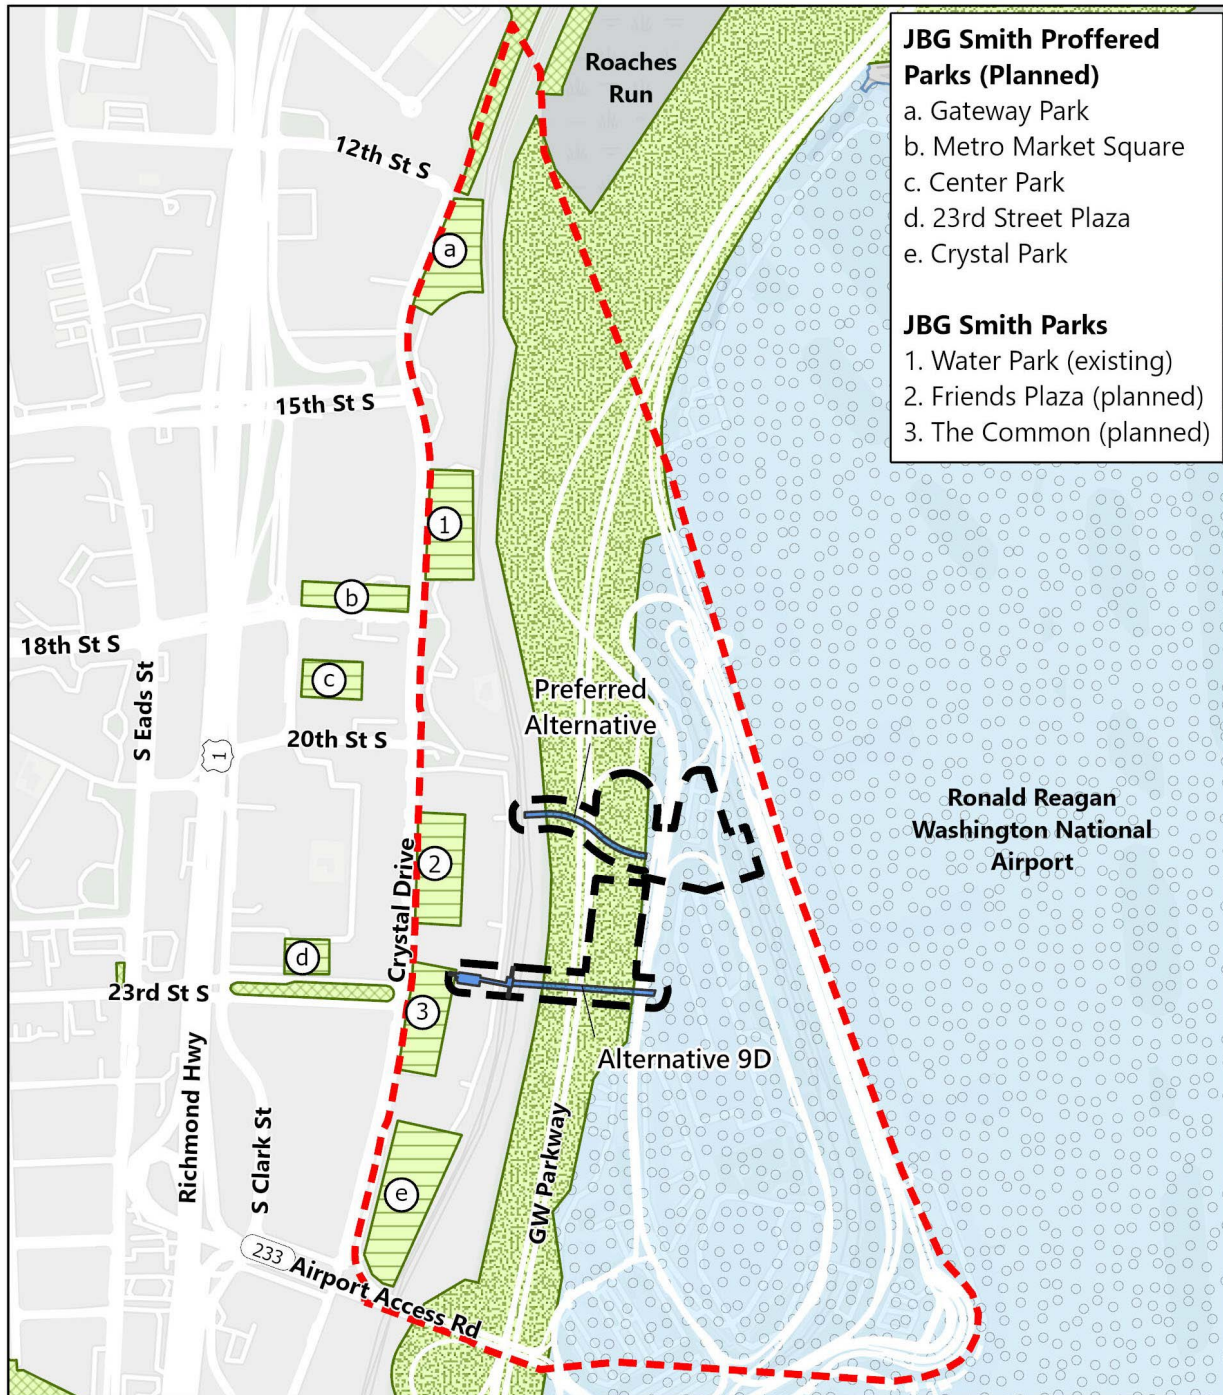 JBG Smith Proffered
Parks (Planned)
a. Gateway Park
b. Metro Market Square
c. Center Park
d. 23rd Street Plaza
e. Crystal Park
JBG Smith Parks
1. Water Park (existing)
2. Friends Plaza (planned)
3. The Common (planned)
Roaches
Run
12th St S
a
15th St S
1
b
18th St S
c
S Eads St
1
20th St S
Preferred
Alternative
Ronald Reagan
Washington National
Airport
2
Crystal Drive
d
23rd St S
3
Alternative 9D
Richmond Hwy
S Clark St
GW Parkway
e
233
Airport Access Rd